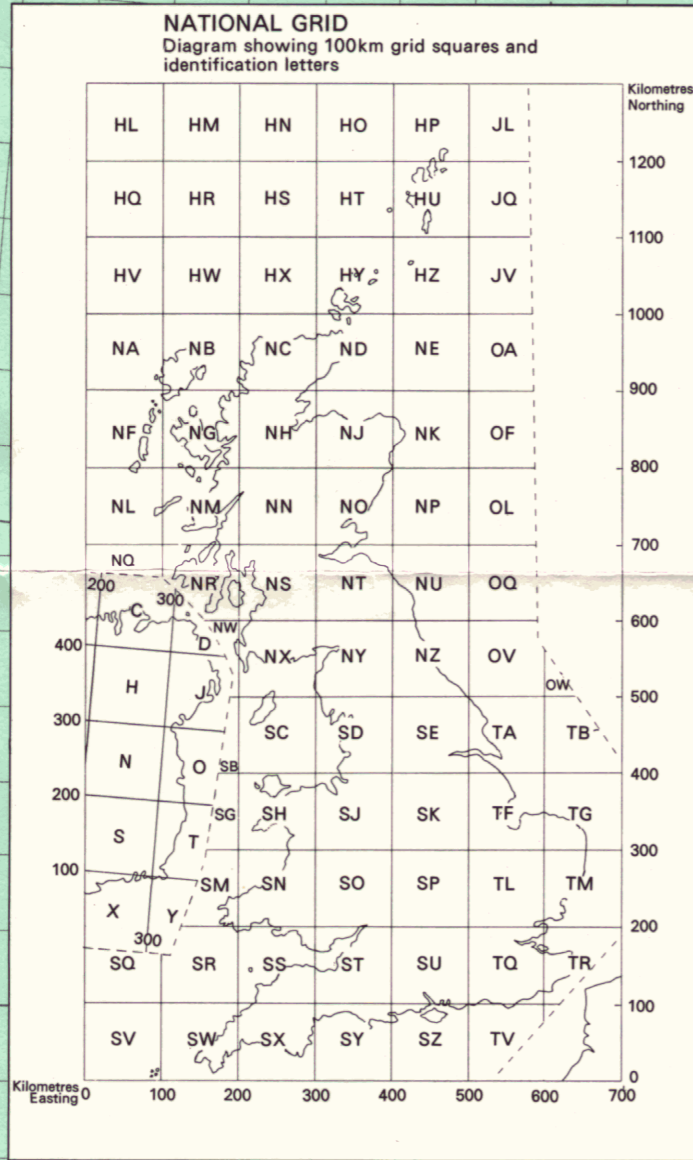 NATIONAL GRID
Diagram showing 100km grid squares and
identification letters
Kilometres
Northing
HL HM HN HO HP JL
1200
HQ HR HS HT HU JQ
1100
HV HW HX HY HZ JV
1000
NA NB NC ND NE OA
900
NF NG NH NJ NK OF
800
NL NM NN NO NP OL
700
NQ
NR NS NT NU OQ
200 300
C
600
NW
400 D
NX NY NZ OV
H J OW
500
300
SC SD SE TA TB
N O SB
400
200
SG SH SJ SK TF TG
S T
300
100
SM SN SO SP TL TM
X Y
200
300
SQ SR SS ST SU TQ TR
100
SV SW SX SY SZ TV
0
Kilometres
Easting
0 100 200 300 400 500 600 700